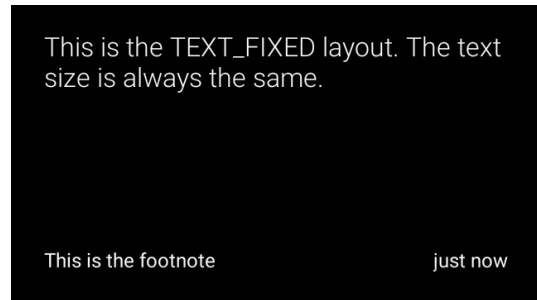 This is the TEXT_FIXED layout. The text
size is always the same.
This is the footnote
just now